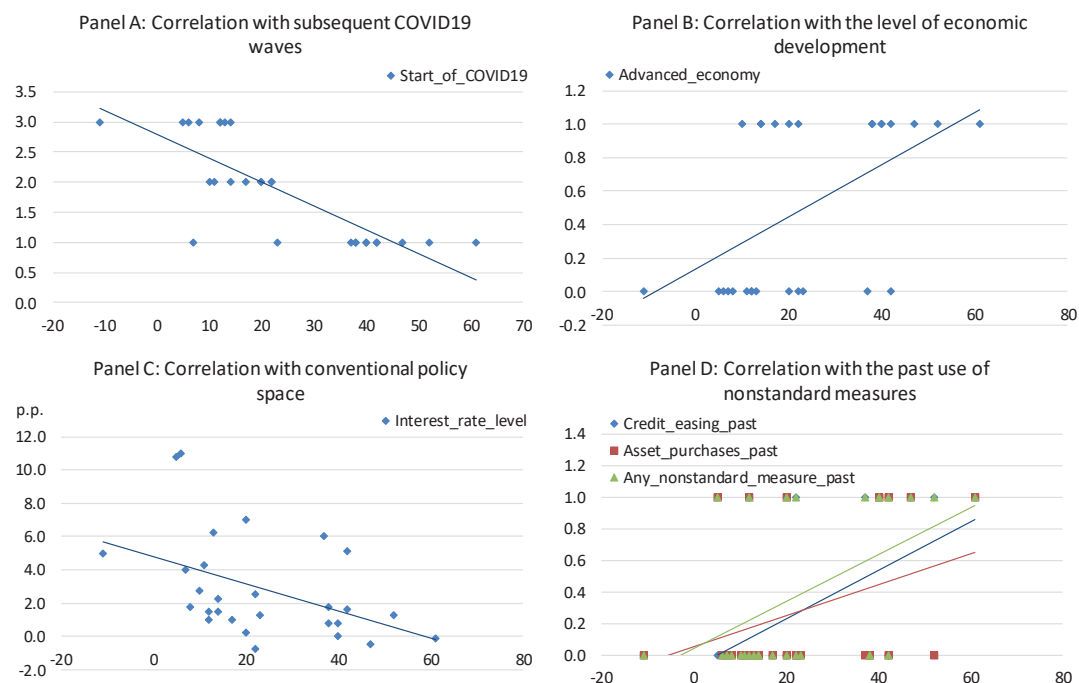 Panel A: Correlation with subsequent COVID19
waves
Start_of_COVID19
3.5
3.0
2.5
2.0
1.5
1.0
0.5
0.0
-20 -10 0 10 20 30 40 50 60 70
Panel B: Correlation with the level of economic
development
Advanced_economy
1.2
1.0
0.8
0.6
0.4
0.2
0.0
-0.2
-20 0 20 40 60 80
Panel C: Correlation with conventional policy
space
p.p.
Interest_rate_level
12.0
10.0
8.0
6.0
4.0
2.0
0.0
-2.0
-20 0 20 40 60 80
Panel D: Correlation with the past use of
nonstandard measures
Credit_easing_past
Asset_purchases_past
Any_nonstandard_measure_past
1.4
1.2
1.0
0.8
0.6
0.4
0.2
0.0
-20 0 20 40 60 80